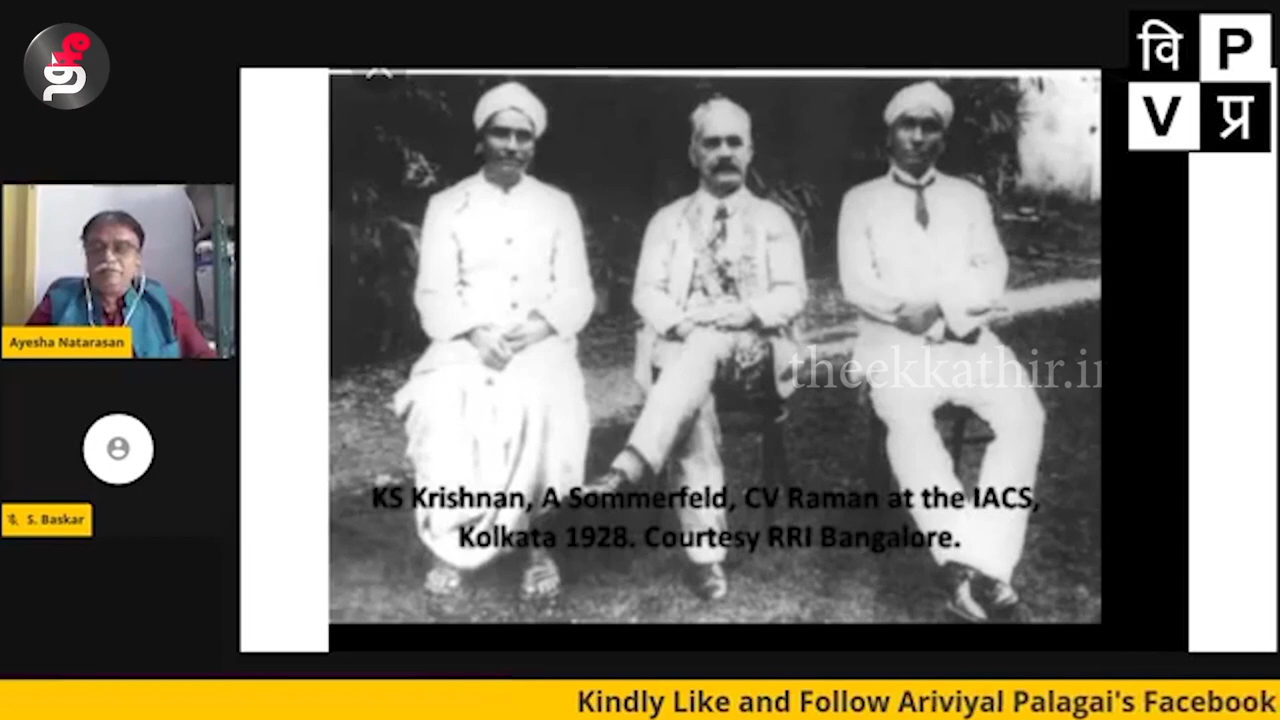 वि P
V प्र
theekkathir.in
Ayesha Natarasan
KS Krishnan, A Sommerfeld, CV Raman at the IACS,
Kolkata 1928. Courtesy RRI Bangalore.
S. Baskar
Kindly Like and Follow Ariviyal Palagai's Facebook